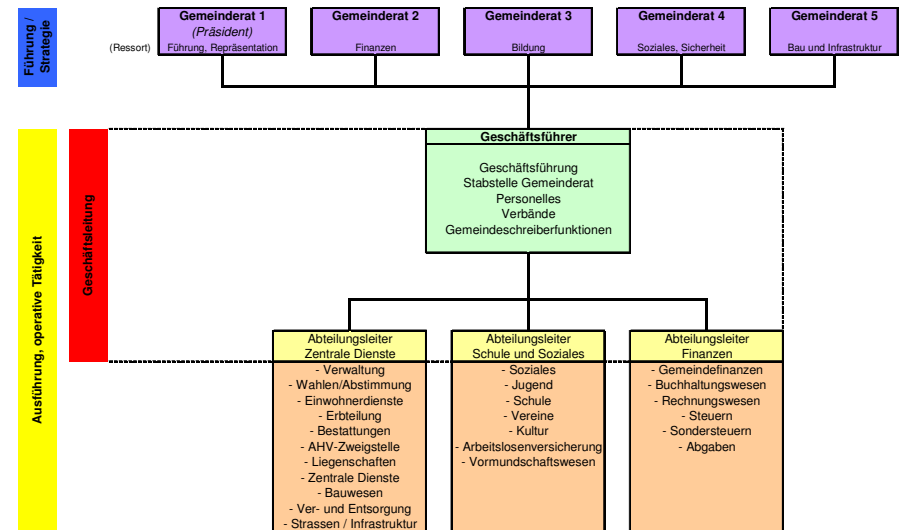 Führung /
Strategie
(Ressort)
Gemeinderat 1
(Präsident)
Führung, Repräsentation
Gemeinderat 2
Finanzen
Gemeinderat 3
Bildung
Gemeinderat 4
Soziales, Sicherheit
Gemeinderat 5
Bau und Infrastruktur
Ausführung, operative Tätigkeit
Geschäftsleitung
Geschäftsführer
Geschäftsführung
Stabstelle Gemeinderat
Personelles
Verbände
Gemeindeschreiberfunktionen
Abteilungsleiter
Zentrale Dienste
- Verwaltung
- Wahlen/Abstimmung
- Einwohnerdienste
- Erbteilung
- Bestattungen
- AHV-Zweigstelle
- Liegenschaften
- Zentrale Dienste
- Bauwesen
- Ver- und Entsorgung
- Strassen / Infrastruktur
Abteilungsleiter
Schule und Soziales
- Soziales
- Jugend
- Schule
- Vereine
- Kultur
- Arbeitslosenversicherung
- Vormundschaftswesen
Abteilungsleiter
Finanzen
- Gemeindefinanzen
- Buchhaltungswesen
- Rechnungswesen
- Steuern
- Sondersteuern
- Abgaben